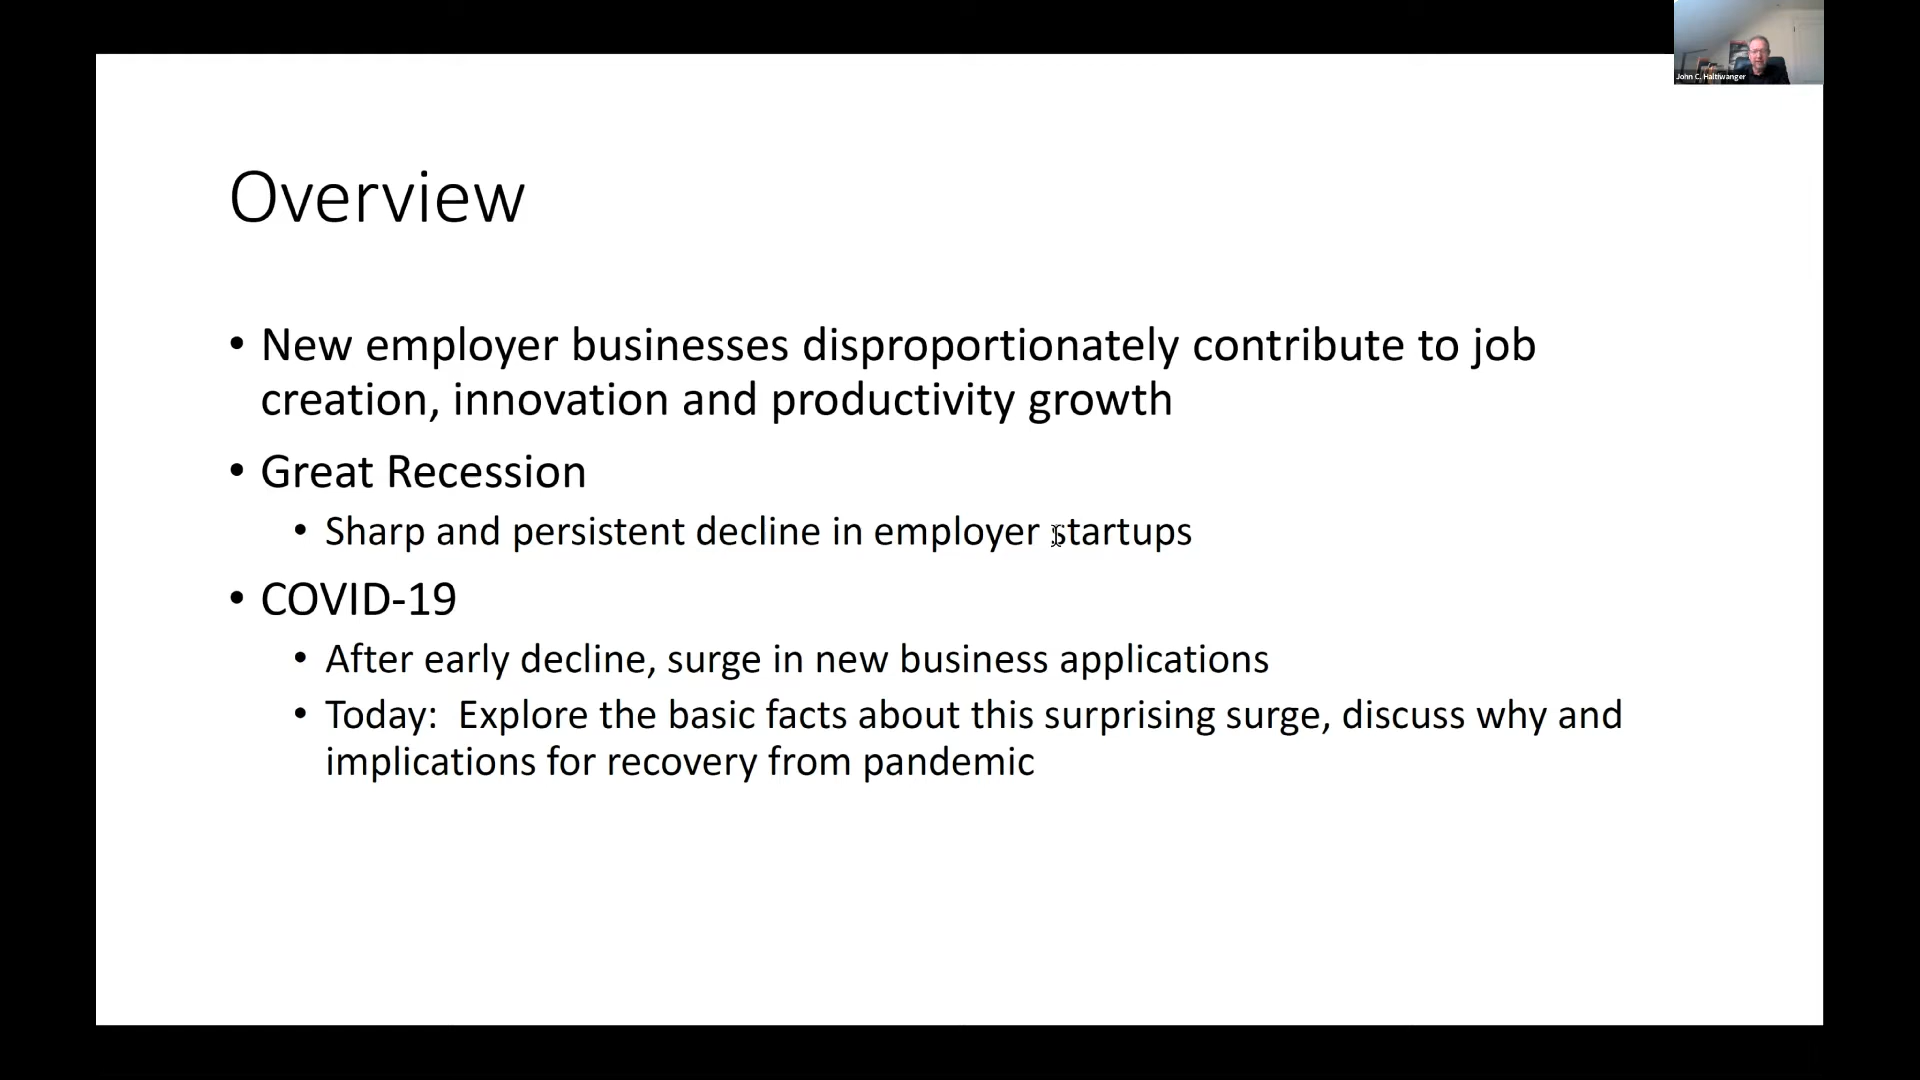 John C. Haltiwanger
Overview
• New employer businesses disproportionately contribute to job
creation, innovation and productivity growth
• Great Recession
• Sharp and persistent decline in employer startups
• COVID-19
• After early decline, surge in new business applications
• Today:  Explore the basic facts about this surprising surge, discuss why and
implications for recovery from pandemic